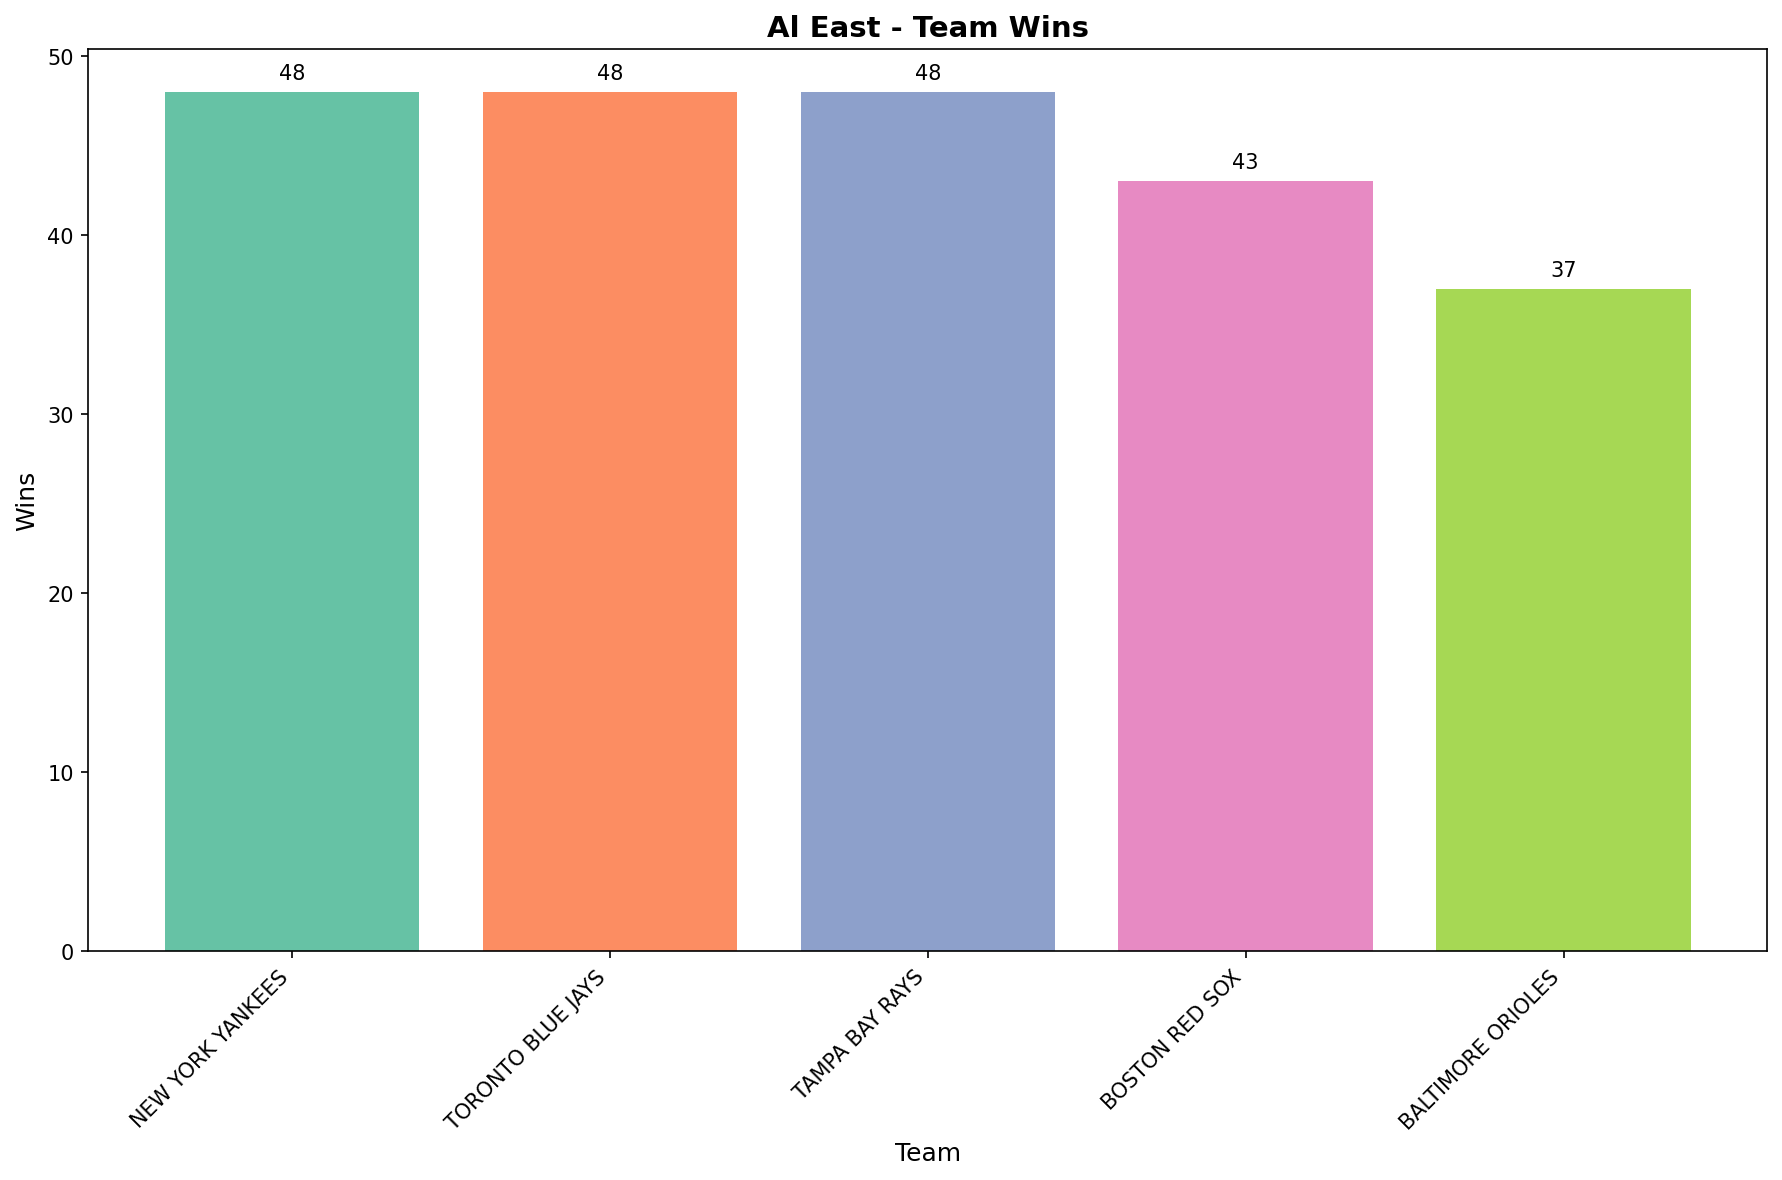 Al East - Team Wins
50
40
30
20
10
0
Wins
48
48
48
43
37
NEW YORK YANKEES
TORONTO BLUE JAYS
TAMPA BAY RAYS
BOSTON RED SOX
BALTIMORE ORIOLES
Team